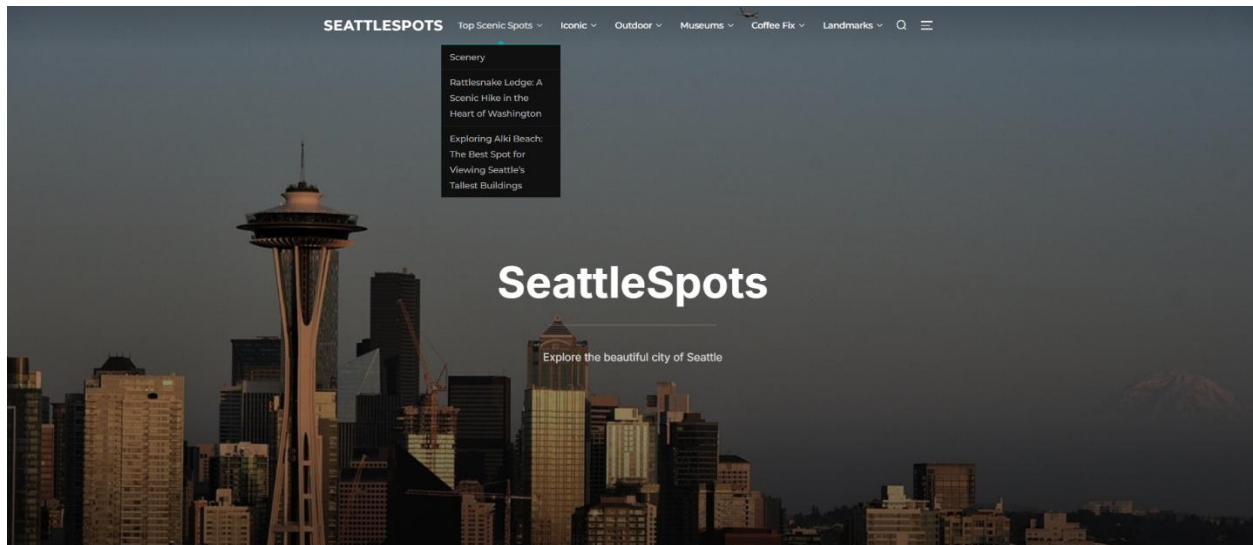 SEATTLESPOTS Top Scenic Spots Iconic Outdoor Museums Coffee Fix Landmarks
Scenery
Rattlesnake Ledge: A
Scenic Hike in the
Heart of Washington
Exploring Alki Beach:
The Best Spot for
Viewing Seattle's
Tallest Buildings
SeattleSpots
Explore the beautiful city of Seattle